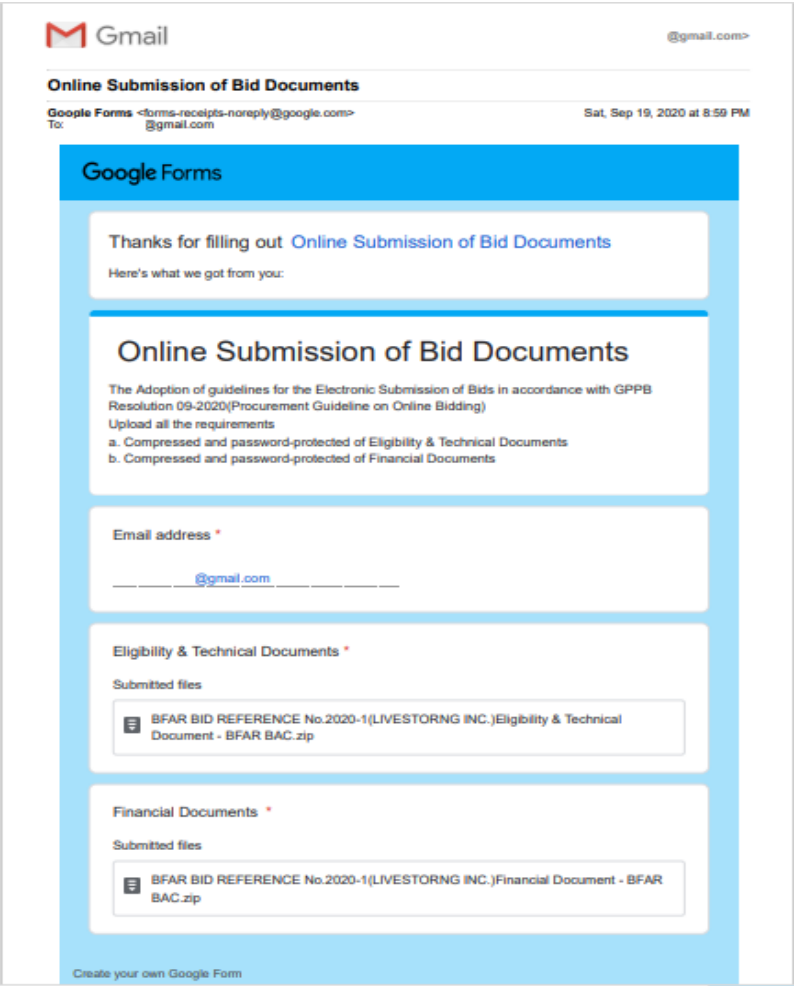 Gmail
@gmail.com>
Online Submission of Bid Documents
Google Forms <forms-receipts-noreply@google.com>
Sat, Sep 19, 2020 at 8:59 PM
To: @gmail.com
Google Forms
Thanks for filling out Online Submission of Bid Documents
Here's what we got from you:
Online Submission of Bid Documents
The Adoption of guidelines for the Electronic Submission of Bids in accordance with GPPB
Resolution 09-2020(Procurement Guideline on Online Bidding)
Upload all the requirements
a. Compressed and password-protected of Eligibility & Technical Documents
b. Compressed and password-protected of Financial Documents
Email address *
@gmail.com
Eligibility & Technical Documents *
Submitted files
BFAR BID REFERENCE No.2020-1(LIVESTORNG INC.)Eligibility & Technical
Document - BFAR BAC.zip
Financial Documents *
Submitted files
BFAR BID REFERENCE No.2020-1(LIVESTORNG INC.)Financial Document - BFAR
BAC.zip
Create your own Google Form